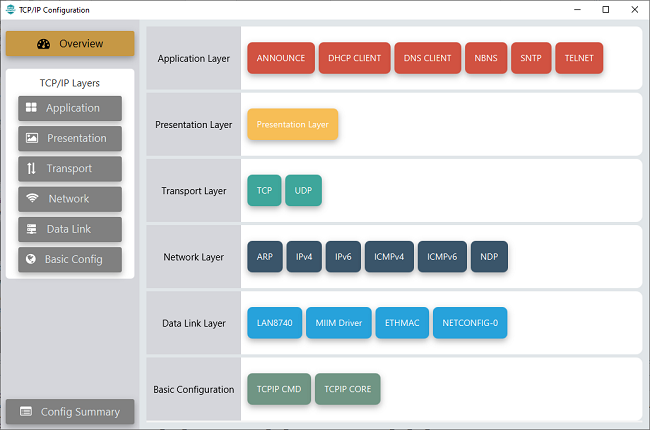 TCP/IP Configuration
Overview
TCP/IP Layers
Application
Presentation
Transport
Network
Data Link
Basic Config
Config Summary
Application Layer
ANNOUNCE DHCP CLIENT DNS CLIENT NBNS SNTP TELNET
Presentation Layer
Presentation Layer
Transport Layer
TCP UDP
Network Layer
ARP IPv4 IPv6 ICMPv4 ICMPv6 NDP
Data Link Layer
LAN8740 MIIM Driver ETHMAC NETCONFIG-0
Basic Configuration
TCPIP CMD TCPIP CORE